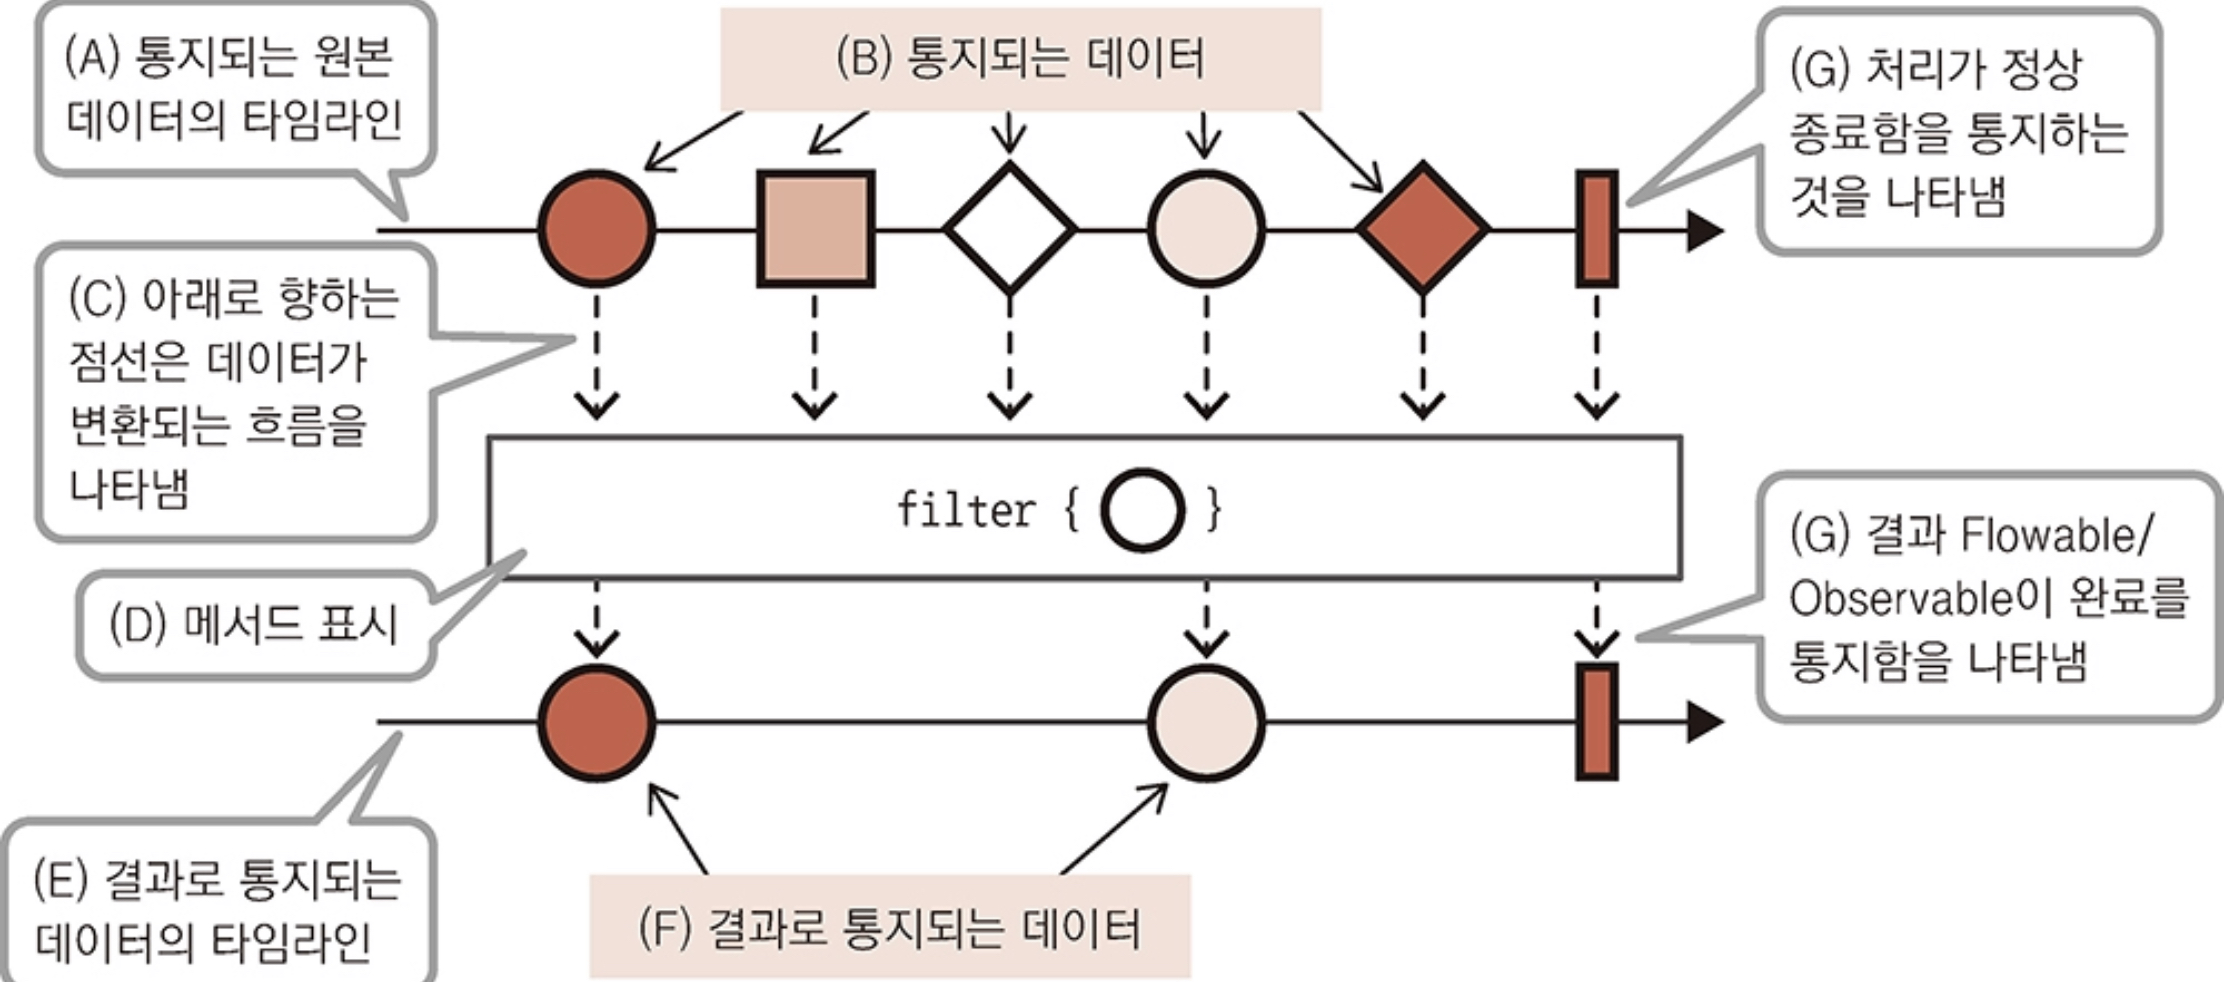 (A) 통지되는 원본
데이터의 타임라인
(B) 통지되는 데이터
(G) 처리가 정상
종료함을 통지하는
것을 나타냄
(C) 아래로 향하는
점선은 데이터가
변환되는 흐름을
나타냄
filter { }
(D) 메서드 표시
(G) 결과 Flowable/
Observable이 완료를
통지함을 나타냄
(E) 결과로 통지되는
데이터의 타임라인
(F) 결과로 통지되는 데이터